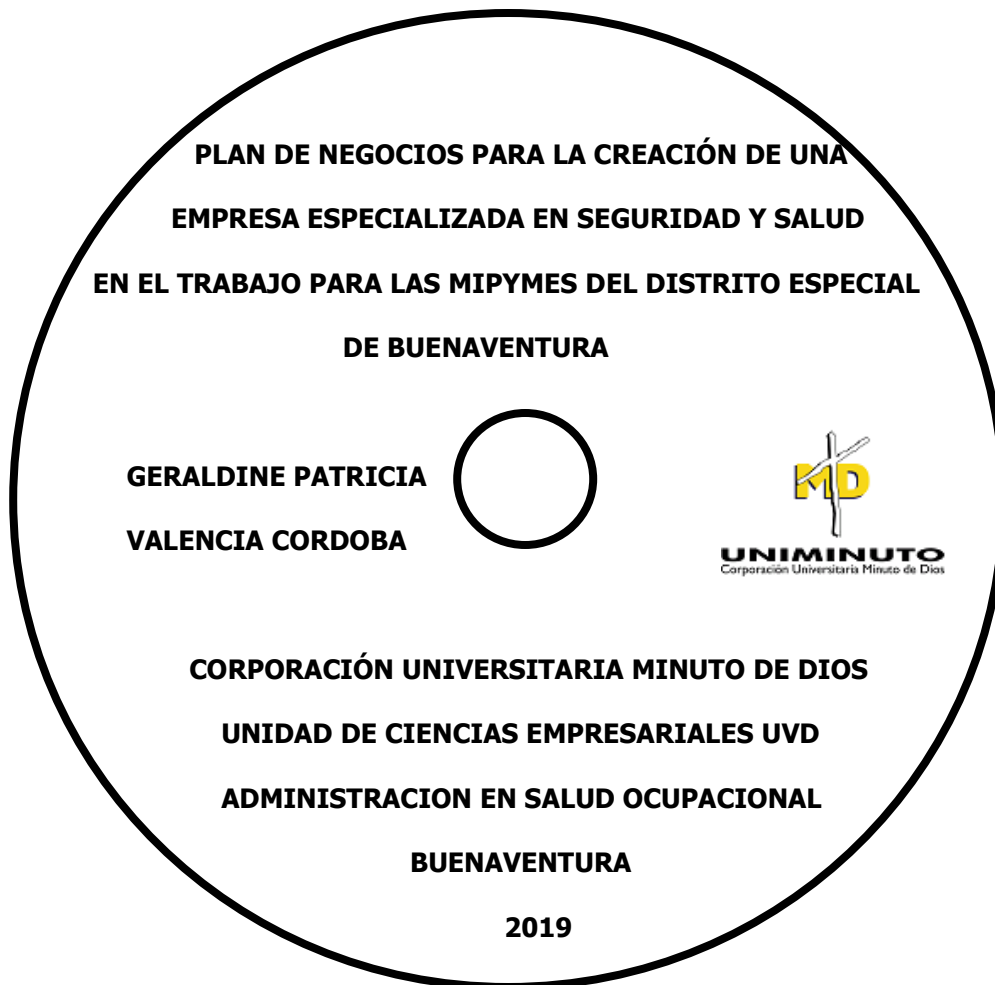 PLAN DE NEGOCIOS PARA LA CREACIÓN DE UNA
EMPRESA ESPECIALIZADA EN SEGURIDAD Y SALUD
EN EL TRABAJO PARA LAS MIPYMES DEL DISTRITO ESPECIAL
DE BUENAVENTURA
GERALDINE PATRICIA
VALENCIA CORDOBA
MD
UNIMINUTO
Corporación Universitaria Minuto de Dios
CORPORACIÓN UNIVERSITARIA MINUTO DE DIOS
UNIDAD DE CIENCIAS EMPRESARIALES UVD
ADMINISTRACION EN SALUD OCUPACIONAL
BUENAVENTURA
2019